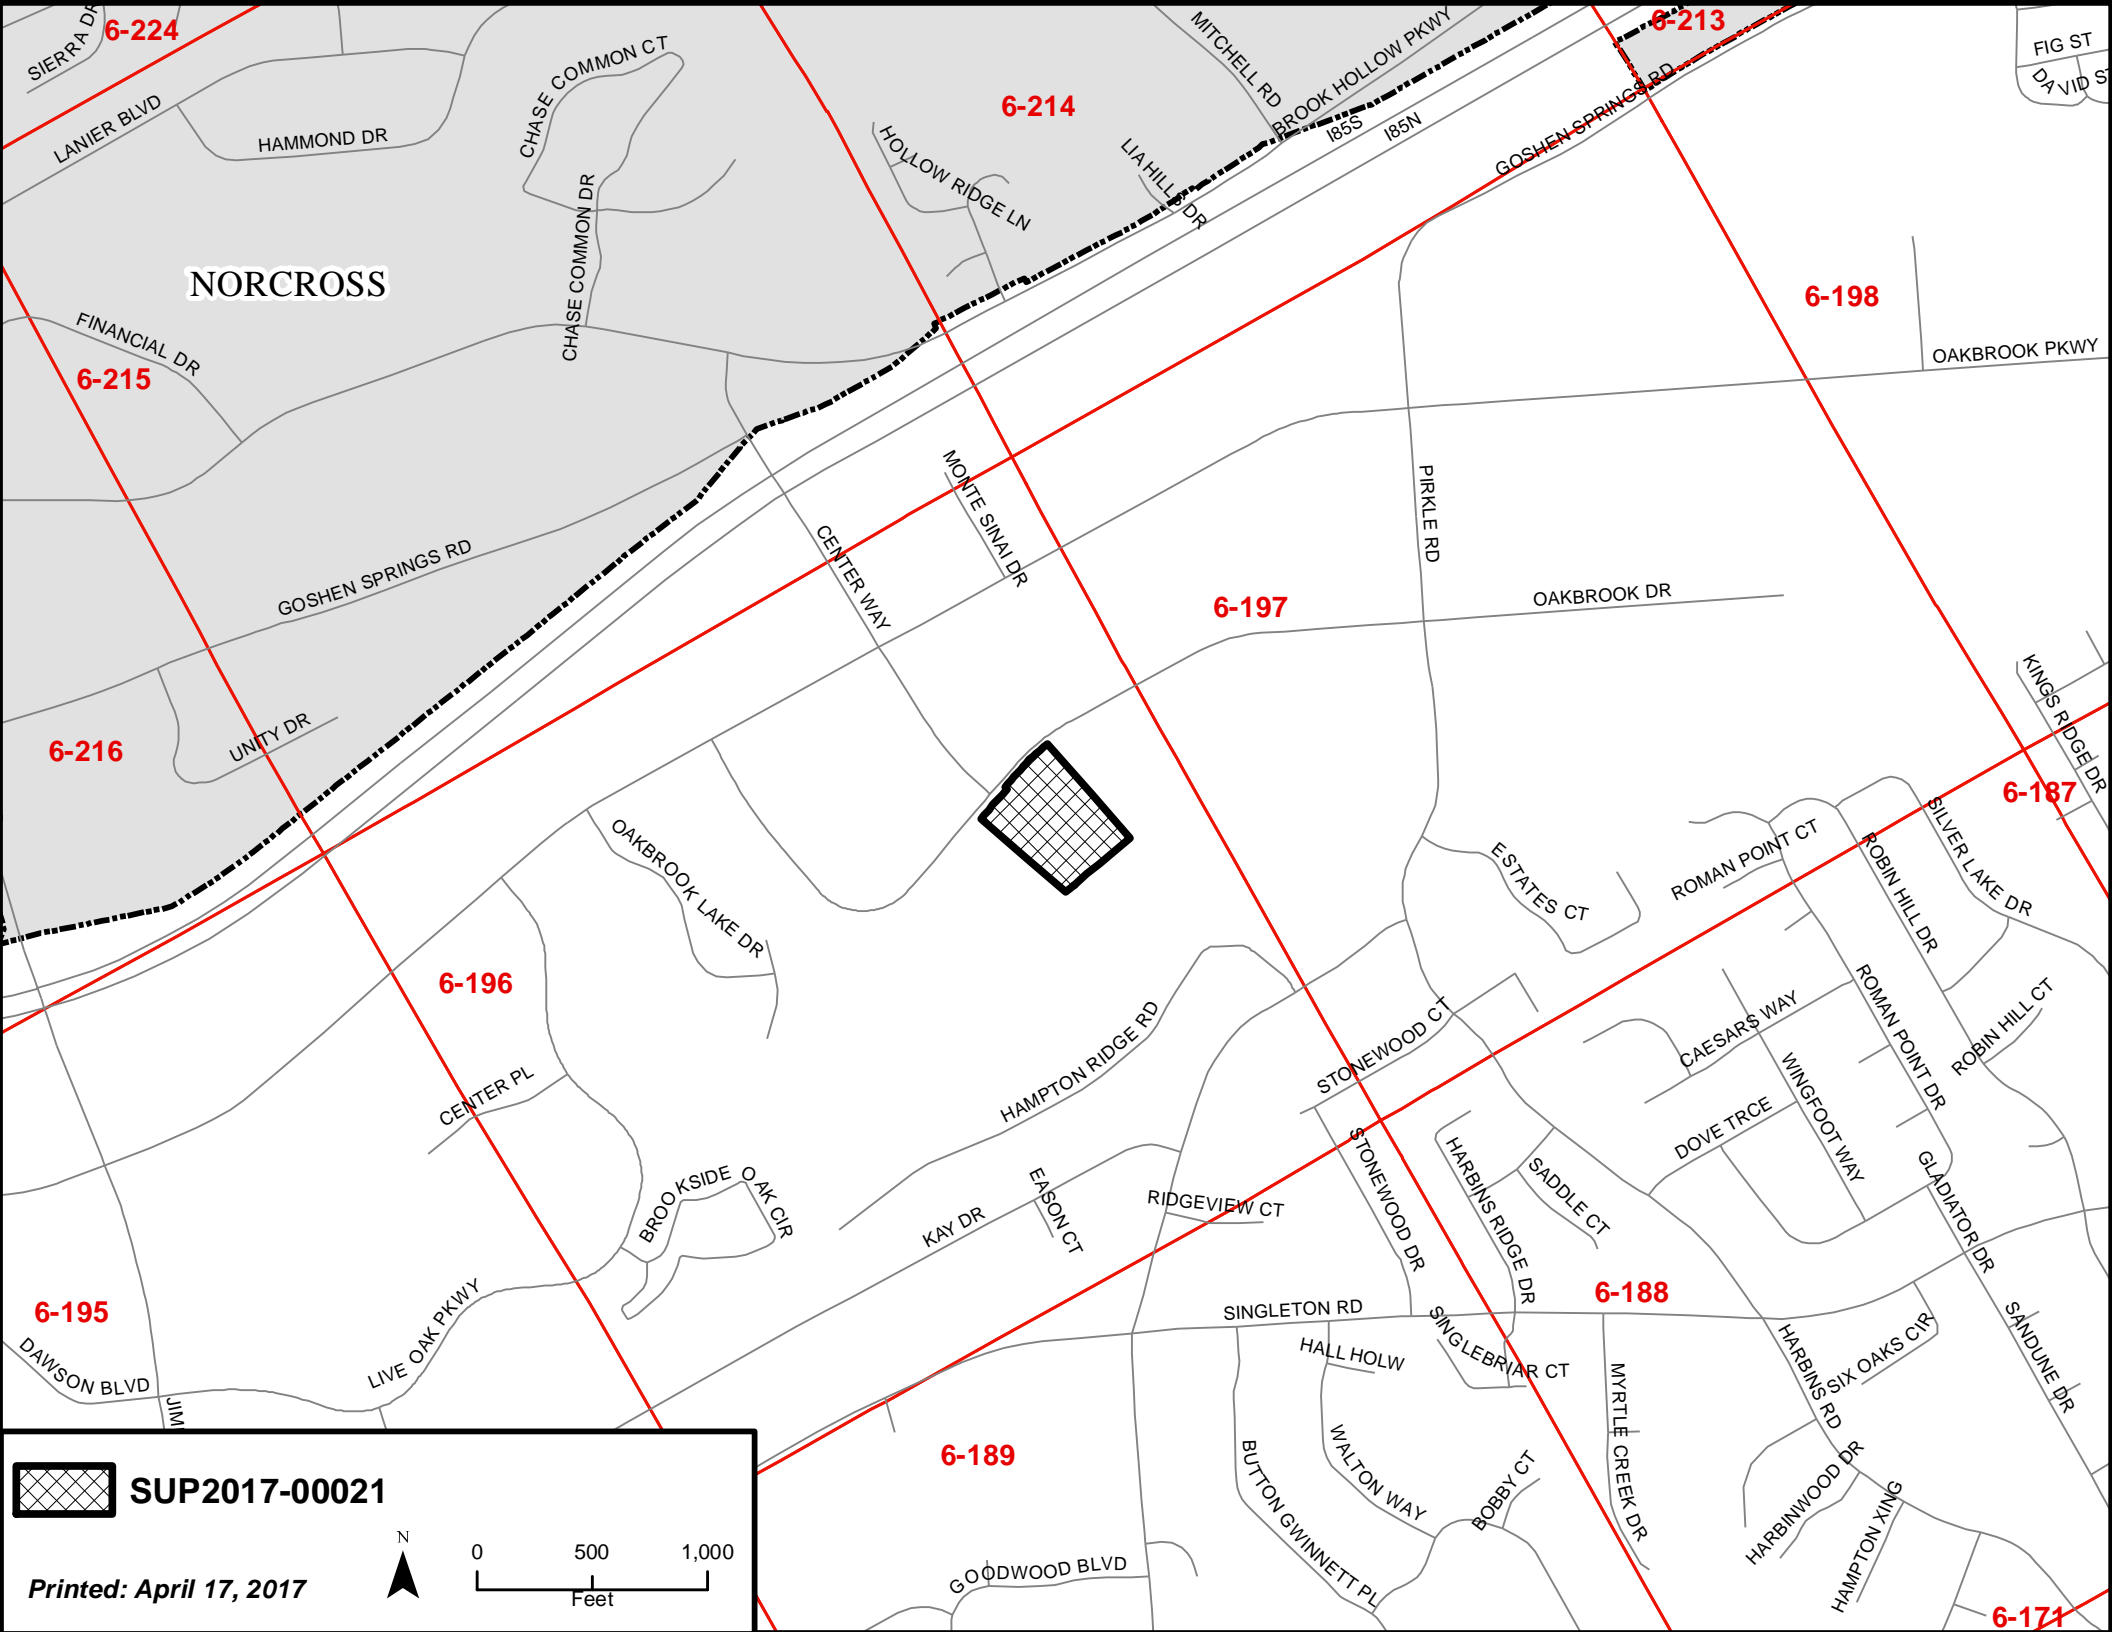 SIERRA DR
6-224
LANIER BLVD
HAMMOND DR
CHASE COMMON CT
CHASE COMMON DR
6-214
HOLLOW RIDGE LN
LIA HILLS DR
MITCHELL RD
BROOK HOLLOW PKWY
I85S
I85N
6-213
GOSHEN SPRINGS RD
FIG ST
NORCROSS
FINANCIAL DR
6-215
6-198
OAKBROOK PKWY
MONTE SINAI DR
CENTER WAY
PIRKLE RD
GOSHEN SPRINGS RD
6-197
OAKBROOK DR
UNITY DR
6-216
KINGS RIDGE DR
6-187
OAKBROOK LAKE DR
ESTATES CT
ROMAN POINT CT
ROBIN HILL DR
SILVER LAKE DR
6-196
HAMPTON RIDGE RD
STONEWOOD CT
CAESARS WAY
ROMAN POINT DR
ROBIN HILL CT
CENTER PL
WINGFOOT WAY
DOVE TRCE
BROOKSIDE OAK CIR
KAY DR
EASON CT
RIDGEVIEW CT
STONEWOOD DR
HARBINS RIDGE DR
SADDLE CT
GLADIATOR DR
6-195
LIVE OAK PKWY
6-188
SINGLETON RD
HALL HOLW
SINGLEBRIAR CT
DAWSON BLVD
JIM
MYRTLE CREEK DR
HARBINS RD
SIX OAKS CIR
SANDUNE DR
6-189
BUTTON GWINNETT PL
WALTON WAY
BOBBY CT
HARBINWOOD DR
HAMPTON XING
GOODWOOD BLVD
6-171
DAVID ST
SUP2017-00021
N
0 500 1,000
Feet
Printed: April 17, 2017